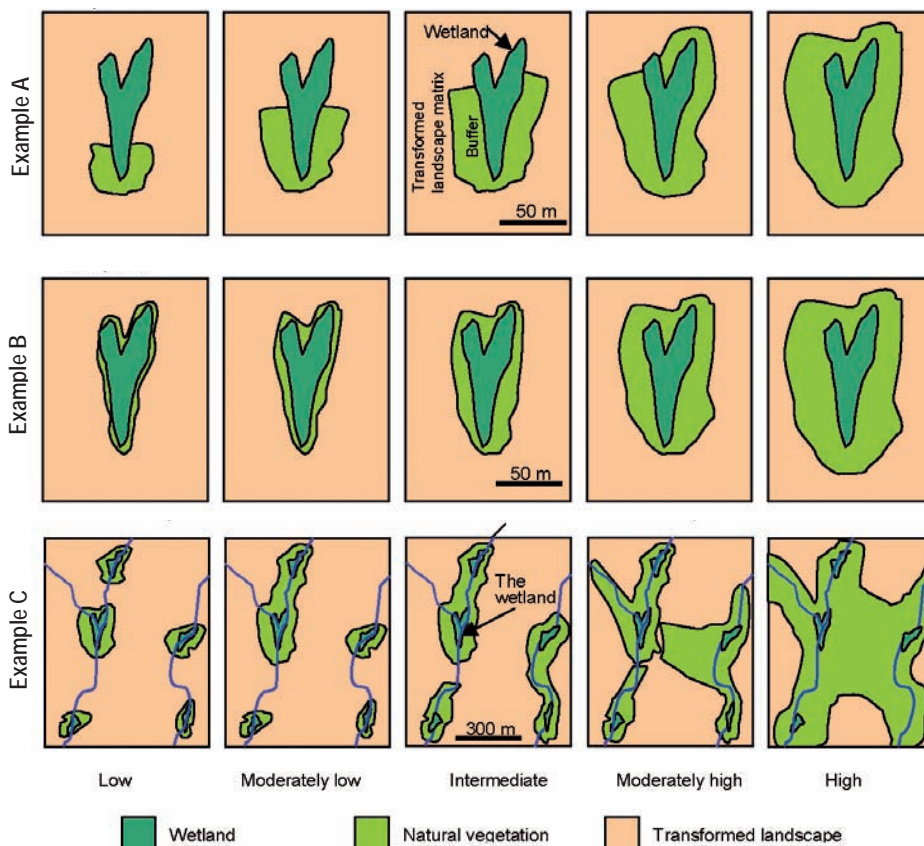 Example A
Wetland
Transformed
landscape matrix
Buffer
50 m
Example B
50 m
Example C
The
wetland
300 m
Low
Moderately low
Intermediate
Moderately high
High
Wetland
Natural vegetation
Transformed landscape